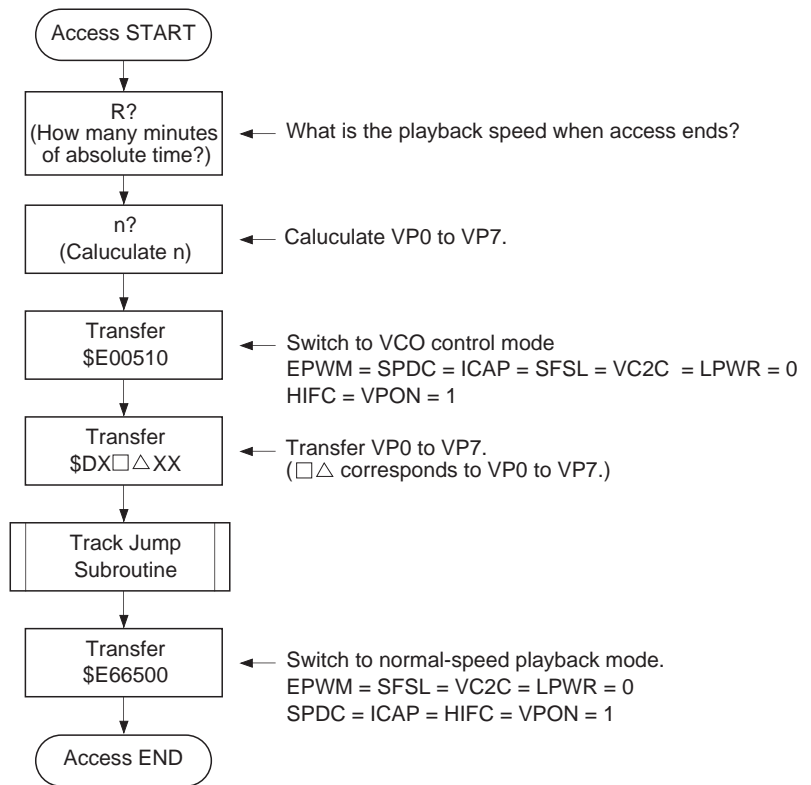 Access START
R?
(How many minutes
of absolute time?)
What is the playback speed when access ends?
n?
(Caluculate n)
Caluculate VP0 to VP7.
Transfer
$E00510
Switch to VCO control mode
EPWM = SPDC = ICAP = SFSL = VC2C = LPWR = 0
HIFC = VPON = 1
Transfer
$DX□△XX
Transfer VP0 to VP7.
(□△ corresponds to VP0 to VP7.)
Track Jump
Subroutine
Transfer
$E66500
Switch to normal-speed playback mode.
EPWM = SFSL = VC2C = LPWR = 0
SPDC = ICAP = HIFC = VPON = 1
Access END